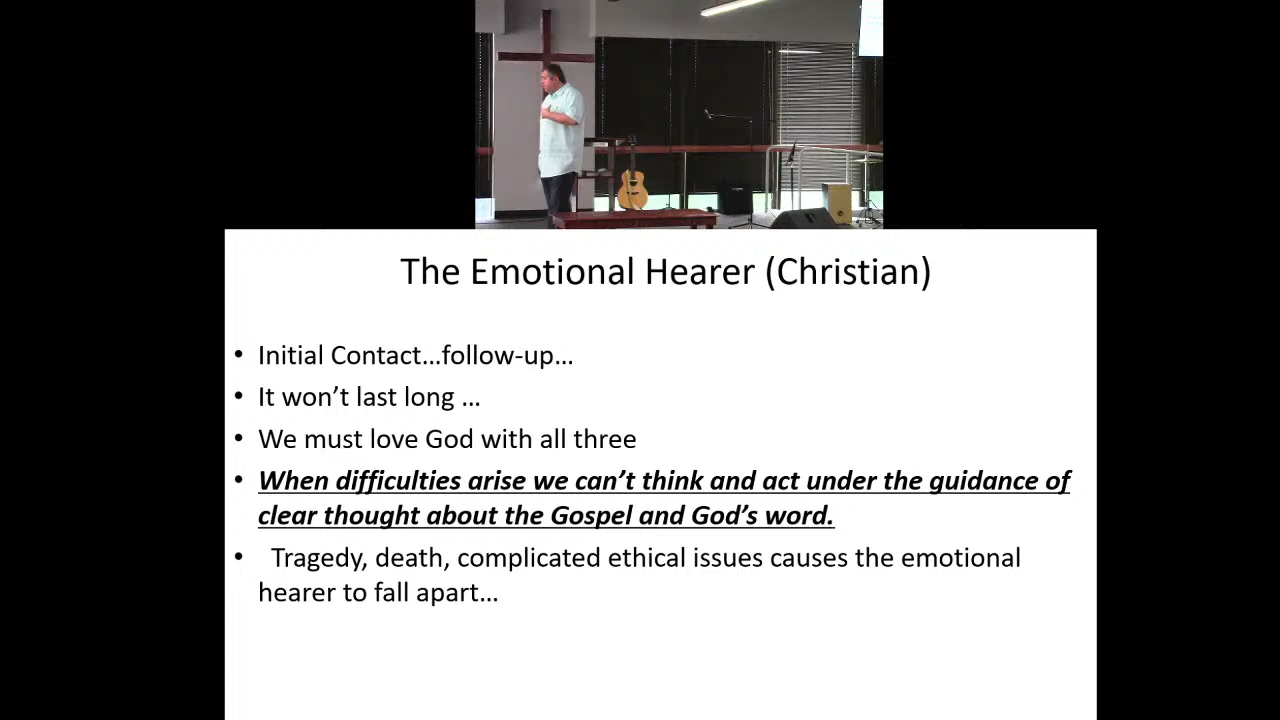 The Emotional Hearer (Christian)
• Initial Contact…follow-up…
• It won’t last long …
• We must love God with all three
• When difficulties arise we can’t think and act under the guidance of
clear thought about the Gospel and God’s word.
• Tragedy, death, complicated ethical issues causes the emotional
hearer to fall apart…